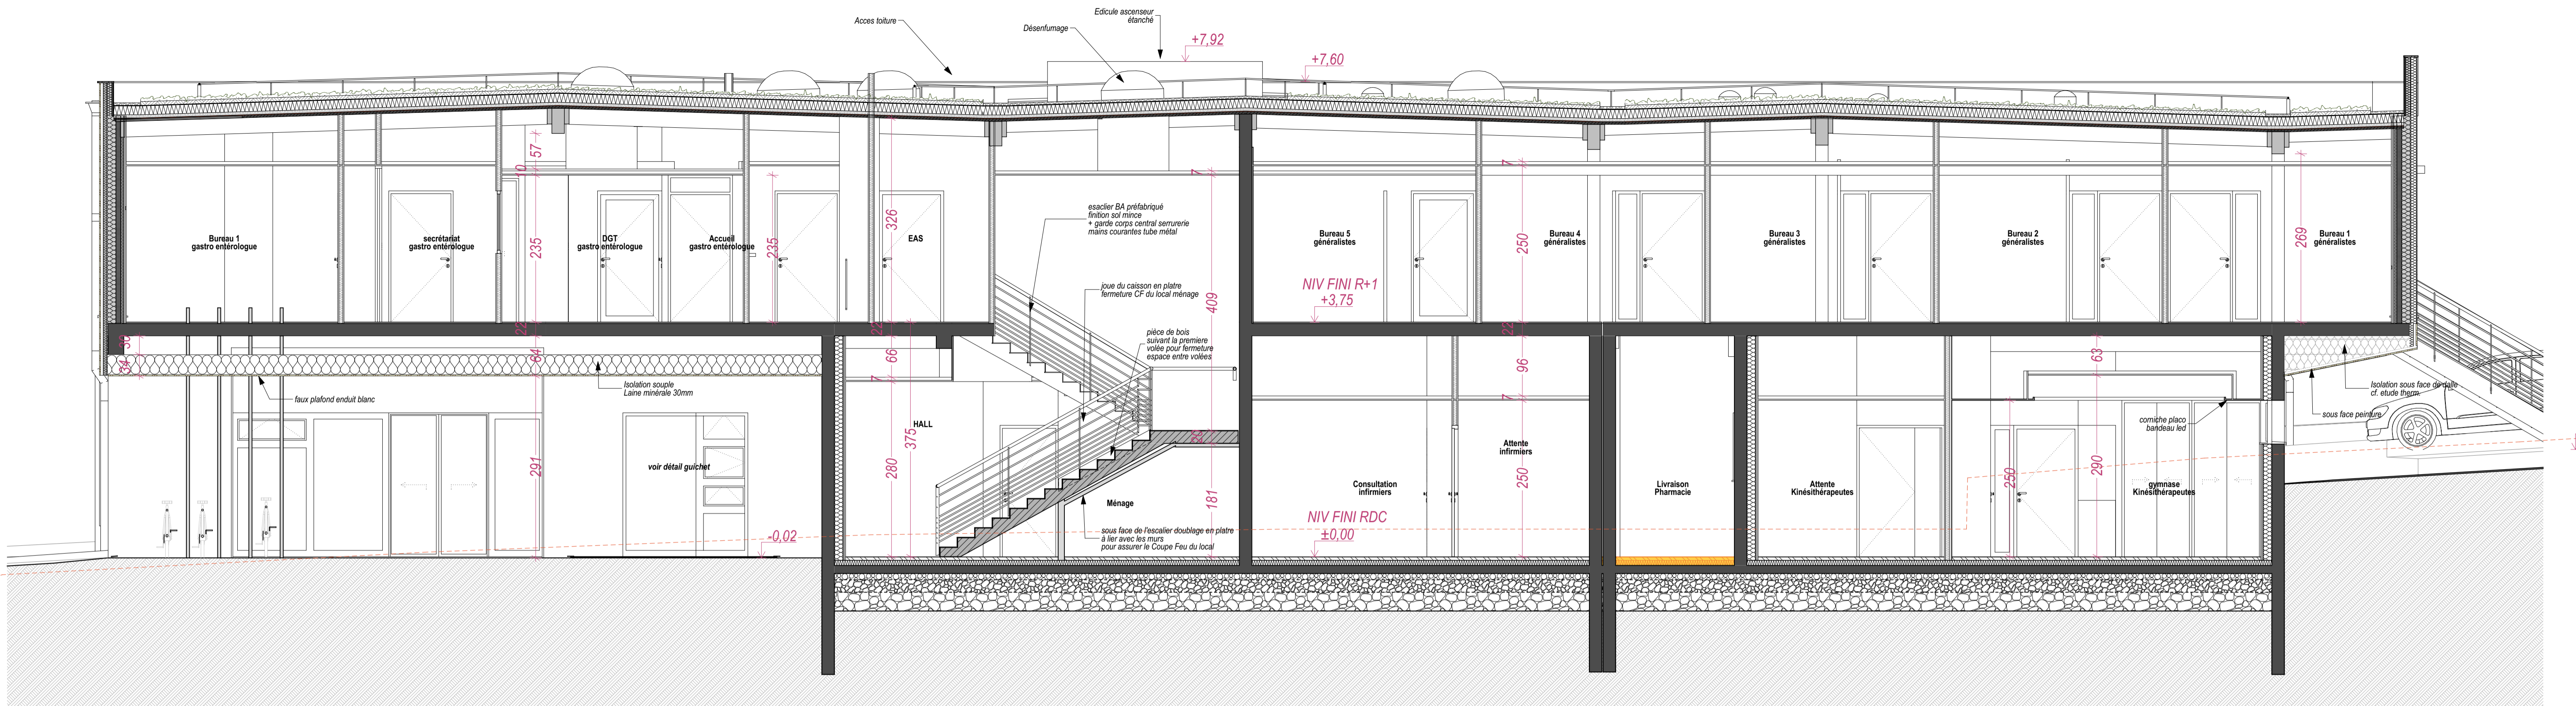 Edicule ascenseur
étanché
Acces toiture
Désenfumage
+7,92
+7,60
57
10
7
7
235
235
326
409
250
269
esaclier BA préfabriqué
finition sol mince
+ garde corps central serrurerie
mains courantes tube métal
Bureau 1
gastro entérologue
secrétariat
gastro entérologue
DGT
gastro entérologue
Accueil
gastro entérologue
EAS
Bureau 5
généralistes
Bureau 4
généralistes
Bureau 3
généralistes
Bureau 2
généralistes
Bureau 1
généralistes
joue du caisson en platre
fermeture CF du local ménage
NIV FINI R+1
+3,75
22
22
22
pièce de bois
suivant la premiere
volée pour fermeture
espace entre volées
30
34
64
66
7
96
7
63
Isolation souple
Laine minérale 30mm
faux plafond enduit blanc
Isolation sous face de dalle
cf. etude therm.
sous face peinture
corniche placo
bandeau led
HALL
375
20
Attente
infirmiers
voir détail guichet
291
280
181
250
250
290
Consultation
infirmiers
Livraison
Pharmacie
Attente
Kinésithérapeutes
gymnase
Kinésithérapeutes
Ménage
NIV FINI RDC
±0,00
-0,02
sous face de l'escalier doublage en platre
à lier avec les murs
pour assurer le Coupe Feu du local